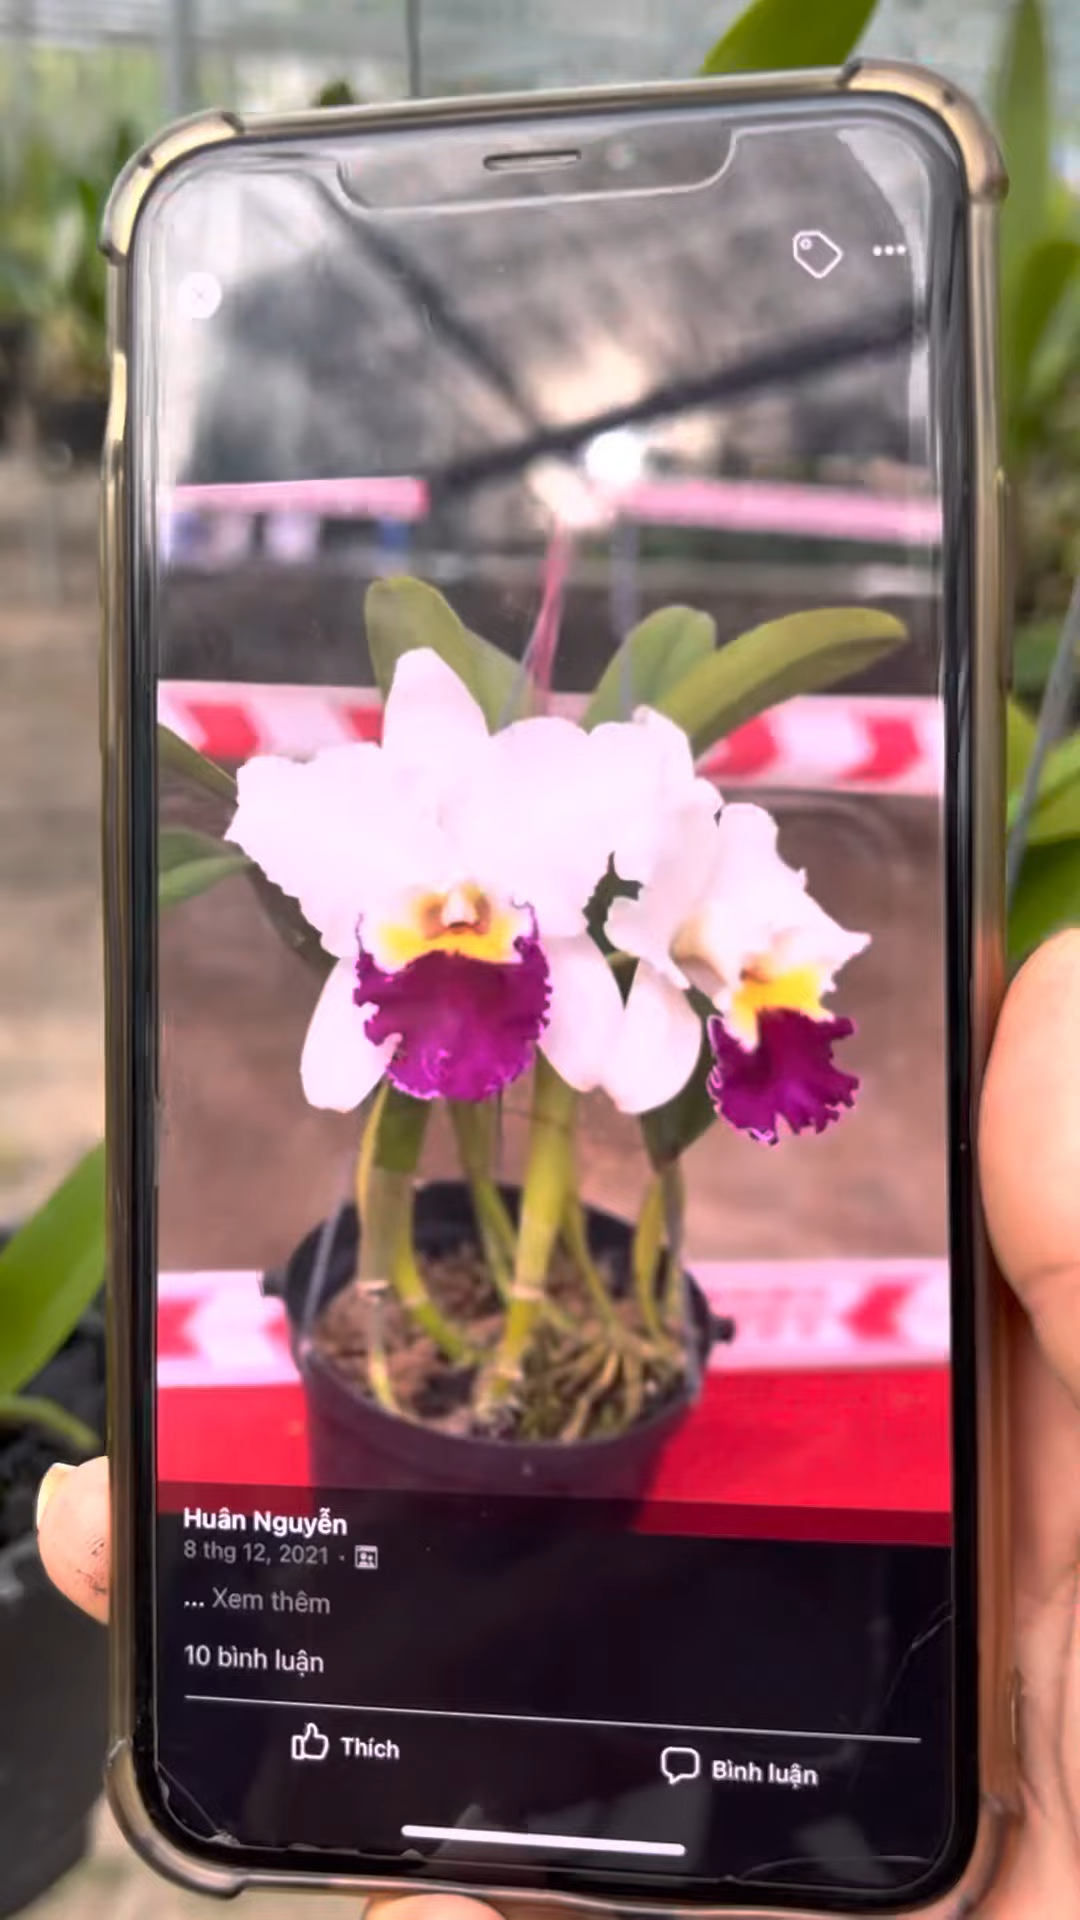 Huân Nguyễn
8 thg 12, 2021 ·
... Xem thêm
10 bình luận
Thích
Bình luận